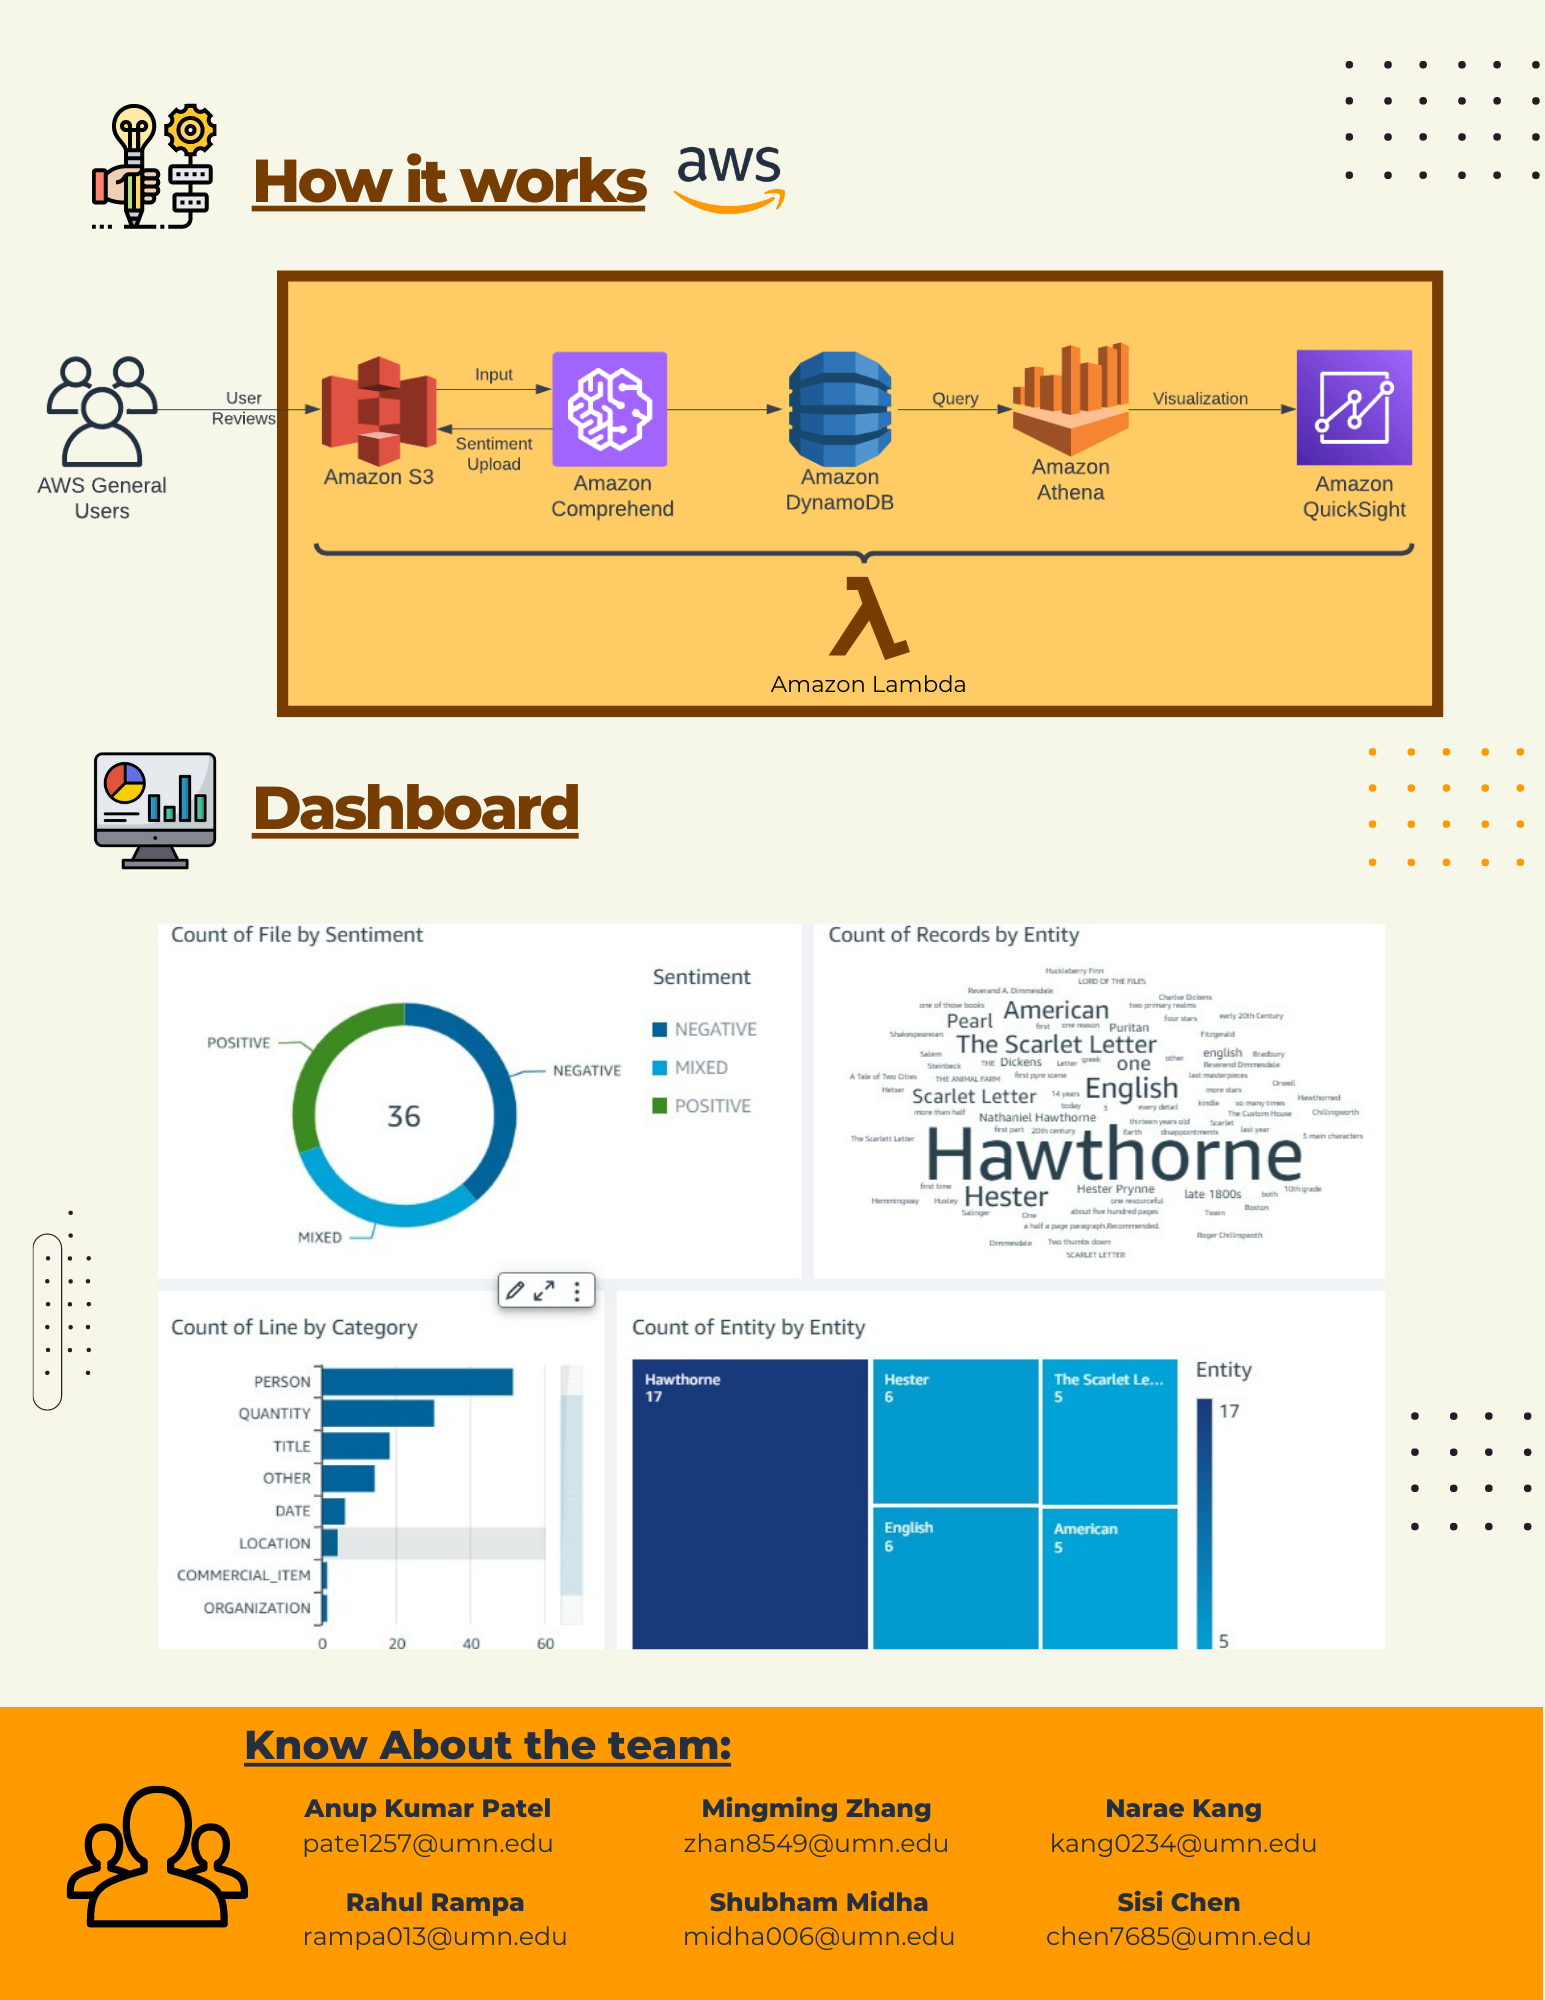 How it works
aws
User
Reviews
AWS General
Users
Input
Sentiment
Upload
Amazon S3
Amazon
Comprehend
Amazon
DynamoDB
Query
Amazon
Athena
Visualization
Amazon
QuickSight
Amazon Lambda
Dashboard
Count of File by Sentiment
POSITIVE
NEGATIVE
MIXED
36
Sentiment
NEGATIVE
MIXED
POSITIVE
Count of Records by Entity
Huckleberry Finn
LORD OF THE FILES
Reverand A. Dimmesdale
Charlse Dickens
one of those books
American
two primary realms
Pearl
first
one reason
Puritan
four stars
early 20th Century
Shakespearean
The Scarlet Letter
Fitzgerald
Salem
english
Bradbury
Steinbeck
THE
Dickens
Letter
greek
one
other
Reverend Dimmesdale
A Tale of Two Cities
THE ANIMAL FARM
first pyre scene
English
last masterpieces
Orwell
Hetser
Scarlet Letter
14 years
more stars
Hawthorned
more than half
today
3
every detail
kindle
so many times
Nathaniel Hawthorne
thirteen years old
The Custom House
Chillingworth
first part
20th century
Earth
disappointments
Scarlet
last year
The Scarlett Letter
3 main characters
Hawthorne
first time
Hester
Hester Prynne
late 1800s
both
10th grade
Hemmingway
Huxley
one resourceful
Boston
Salinger
One
about five hundred pages
Twain
a half a page paragraph.Recommended.
Roger Chillingwoth
Dimmesdale
Two thumbs down
SCARLET LETTER
Count of Line by Category
PERSON
QUANTITY
TITLE
OTHER
DATE
LOCATION
COMMERCIAL_ITEM
ORGANIZATION
0 20 40 60
Count of Entity by Entity
Hawthorne
17
Hester
6
The Scarlet Le...
5
English
6
American
5
Entity
17
5
Know About the team:
Anup Kumar Patel
pate1257@umn.edu
Mingming Zhang
zhan8549@umn.edu
Narae Kang
kang0234@umn.edu
Rahul Rampa
rampa013@umn.edu
Shubham Midha
midha006@umn.edu
Sisi Chen
chen7685@umn.edu